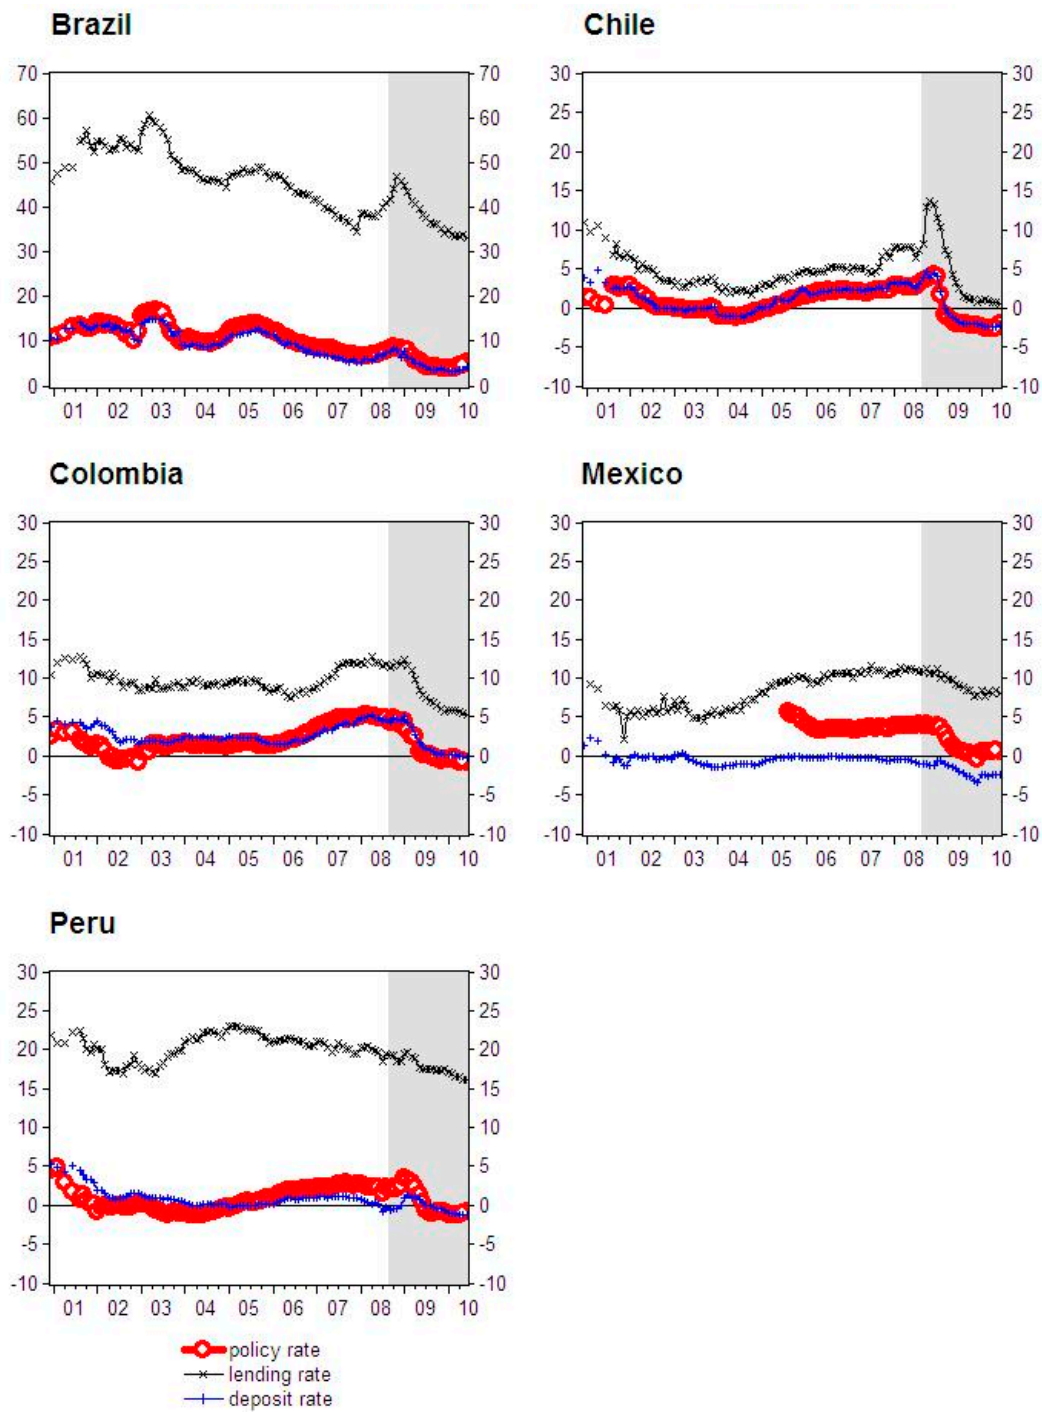 Brazil Chile
70 70 30 30
60 60 25 25
50 50 20 20
40 40 15 15
30 30 10 10
20 20 5 5
10 10 0 0
-5 -5
0 0 -10 -10
01 02 03 04 05 06 07 08 09 10 01 02 03 04 05 06 07 08 09 10
Colombia Mexico
30 30 30 30
25 25 25 25
20 20 20 20
15 15 15 15
10 10 10 10
5 5 5 5
0 0 0 0
-5 -5 -5 -5
-10 -10 -10 -10
01 02 03 04 05 06 07 08 09 10 01 02 03 04 05 06 07 08 09 10
Peru
30 30
25 25
20 20
15 15
10 10
5 5
0 0
-5 -5
-10 -10
01 02 03 04 05 06 07 08 09 10
policy rate
lending rate
deposit rate